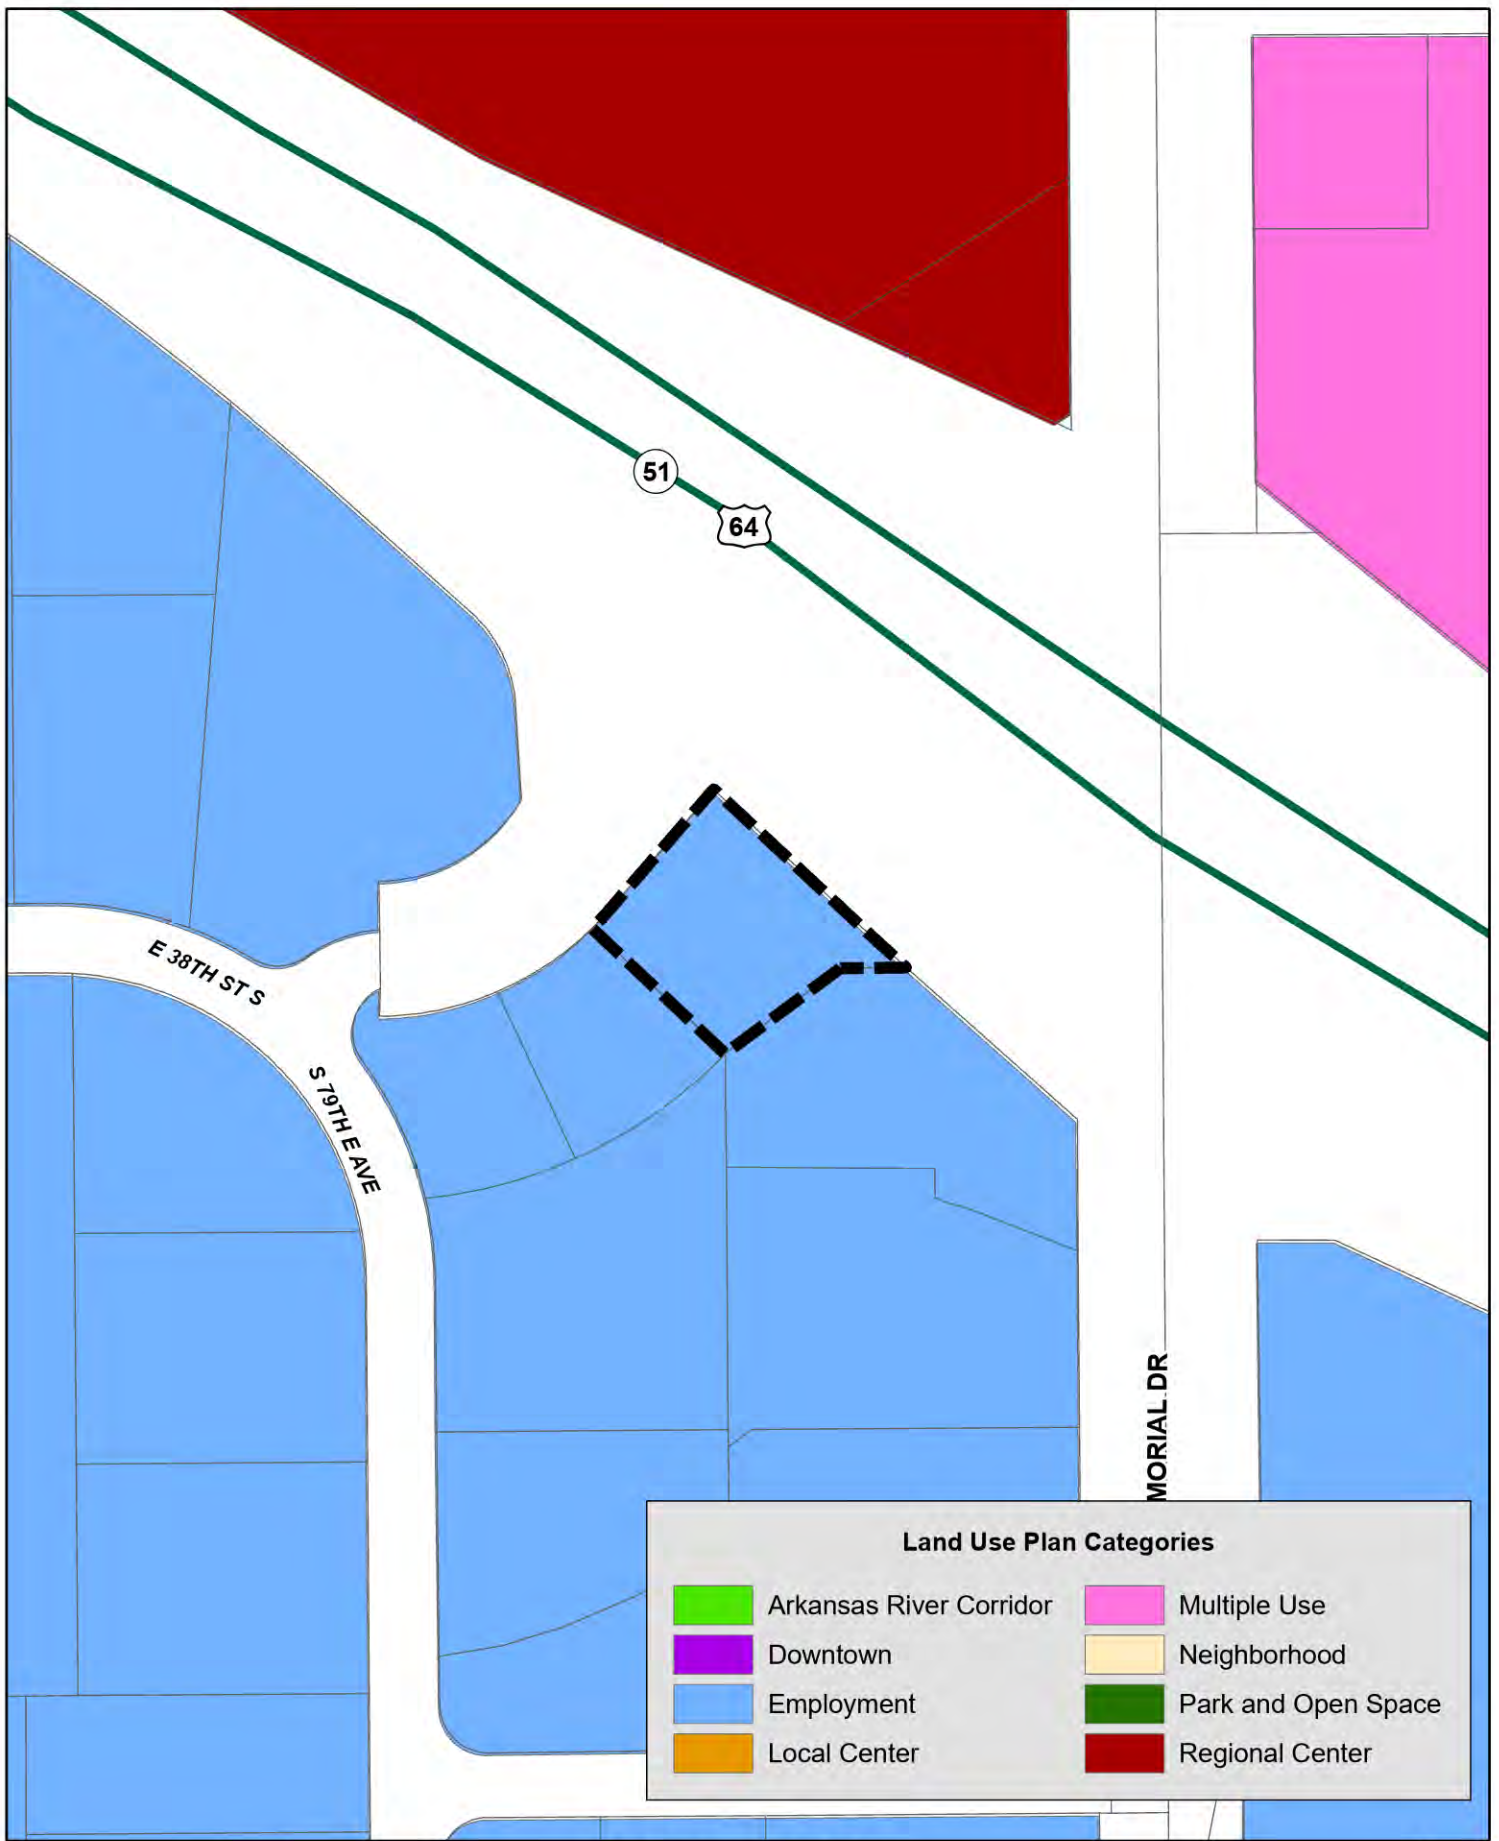 51
64
E 38TH ST S
S 79TH E AVE
MORIAL DR
Land Use Plan Categories
Arkansas River Corridor
Downtown
Employment
Local Center
Multiple Use
Neighborhood
Park and Open Space
Regional Center